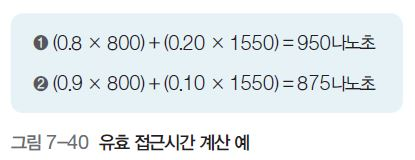 ❶ (0.8 × 800) + (0.20 × 1550) = 950나노초
❷ (0.9 × 800) + (0.10 × 1550) = 875나노초
그림 7-40 유효 접근시간 계산 예